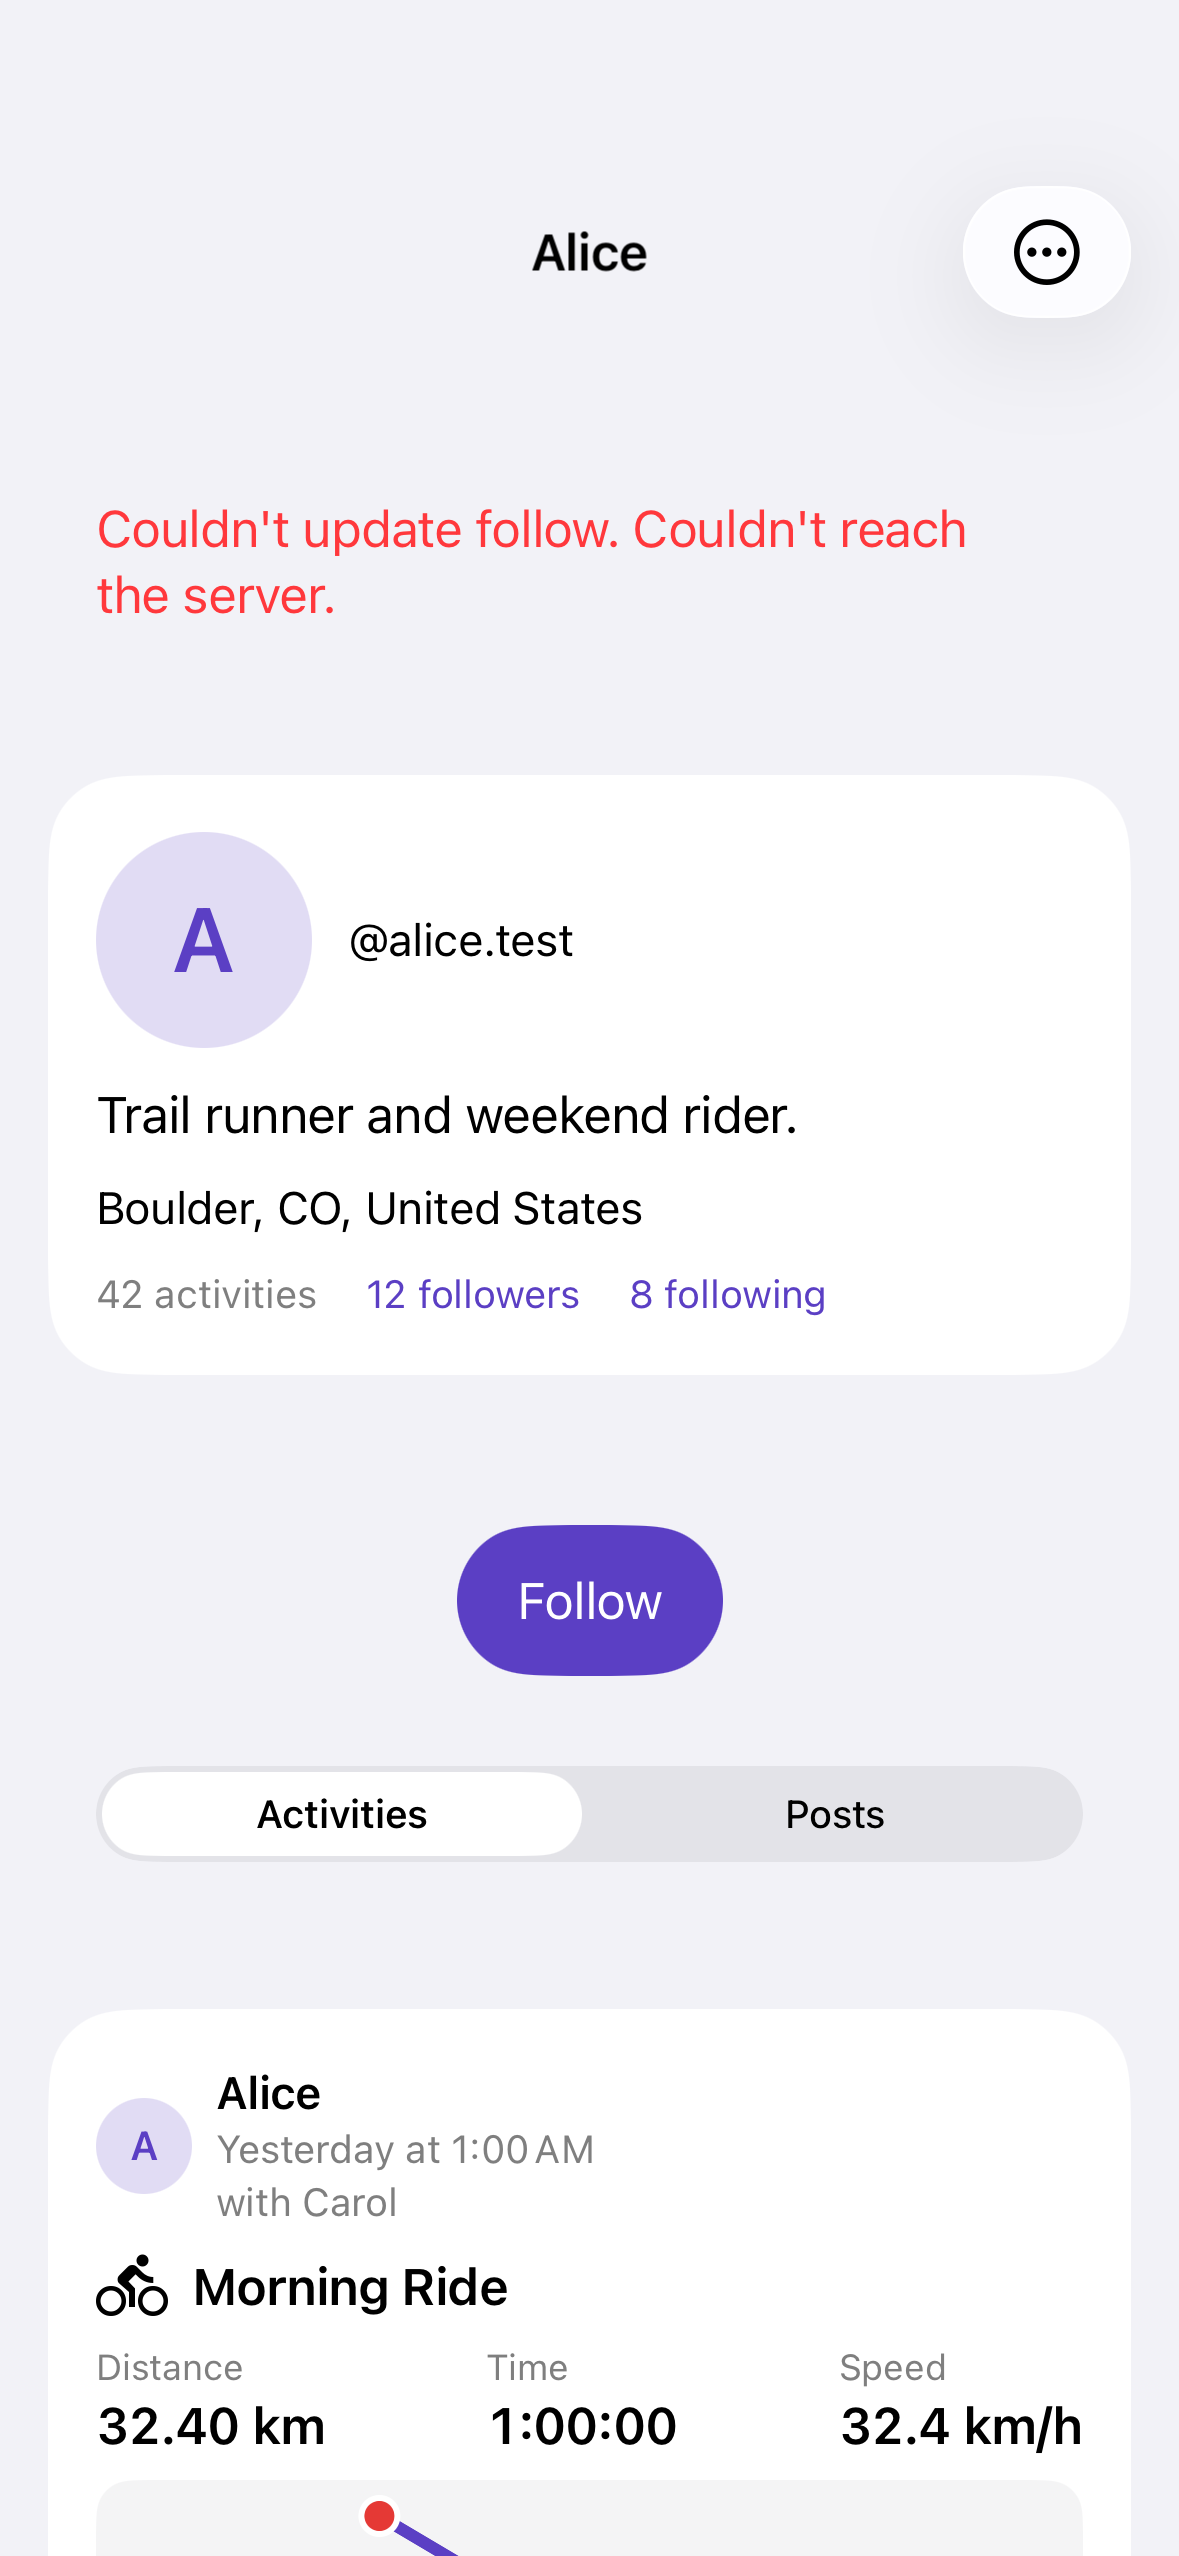 Alice
Couldn't update follow. Couldn't reach
the server.
A
@alice.test
Trail runner and weekend rider.
Boulder, CO, United States
42 activities 12 followers 8 following
Follow
Activities Posts
A
Alice
Yesterday at 1:00 AM
with Carol
Morning Ride
Distance Time Speed
32.40 km 1:00:00 32.4 km/h